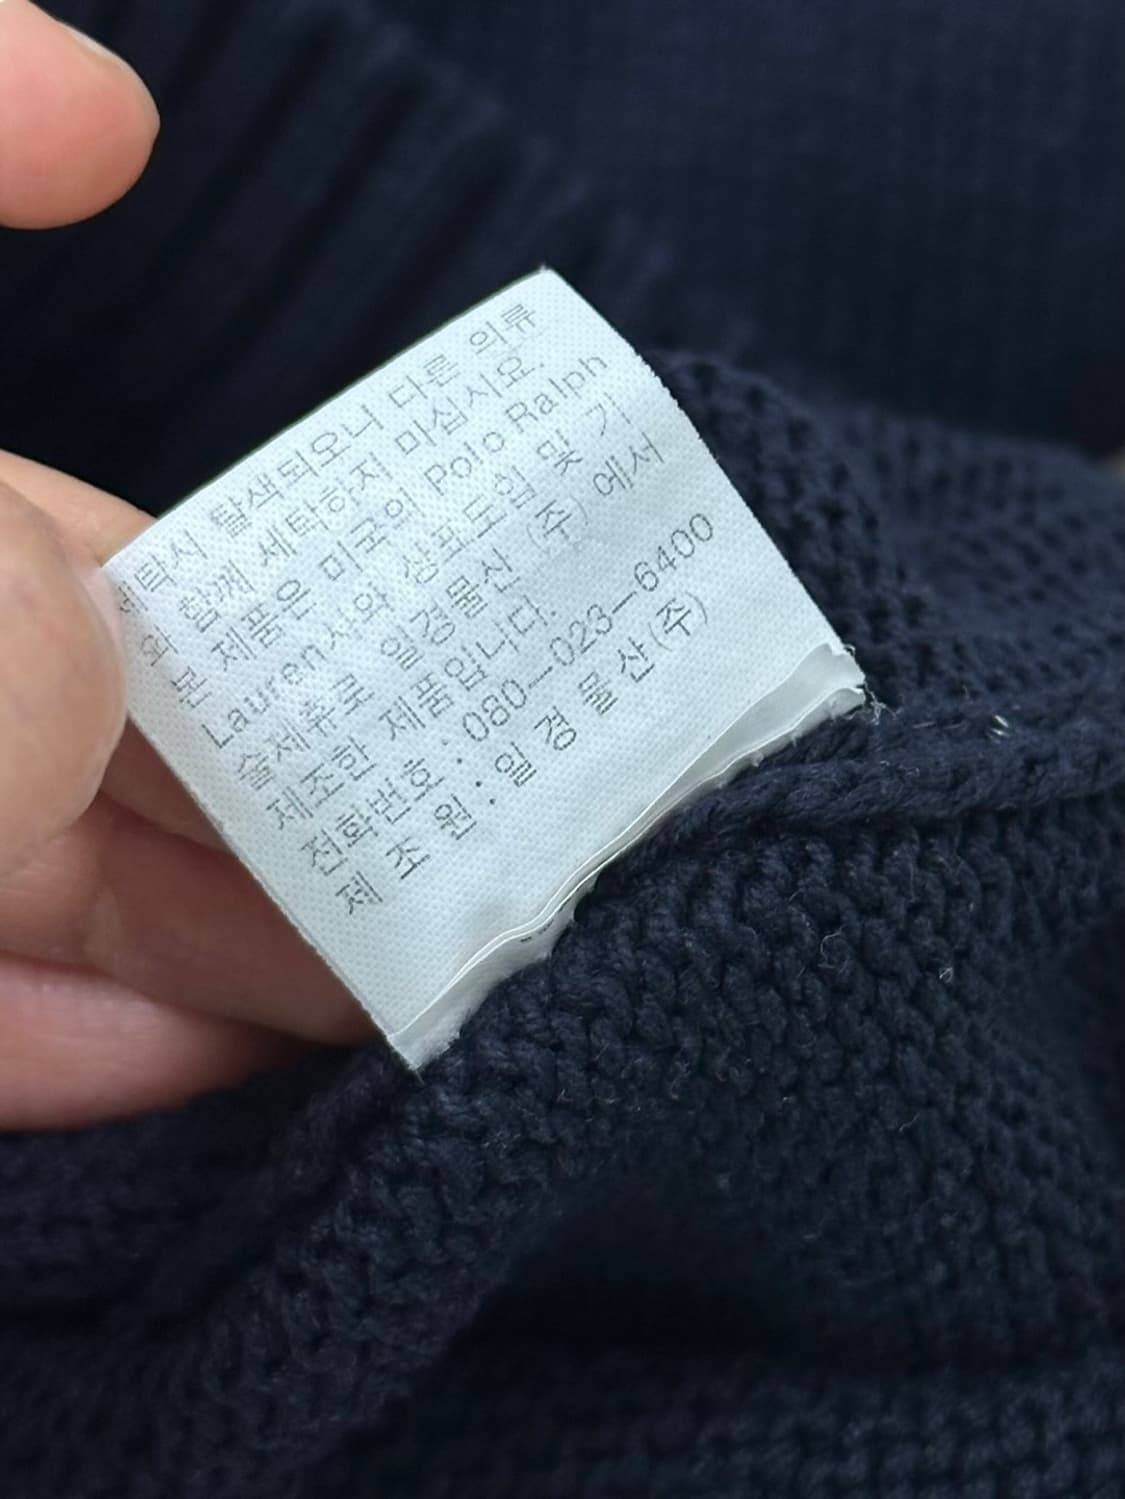 세탁시 탈색되오니 다른 의류
와 함께 세탁하지 마십시요.
본 제품은 미국의 Polo Ralph
Lauren사와 상표도입 및 기
술제휴로 일경물산 (주) 에서
제조한 제품입니다.
전화번호 : 080-023-6400
제 조 원 : 일 경 물 산(주)